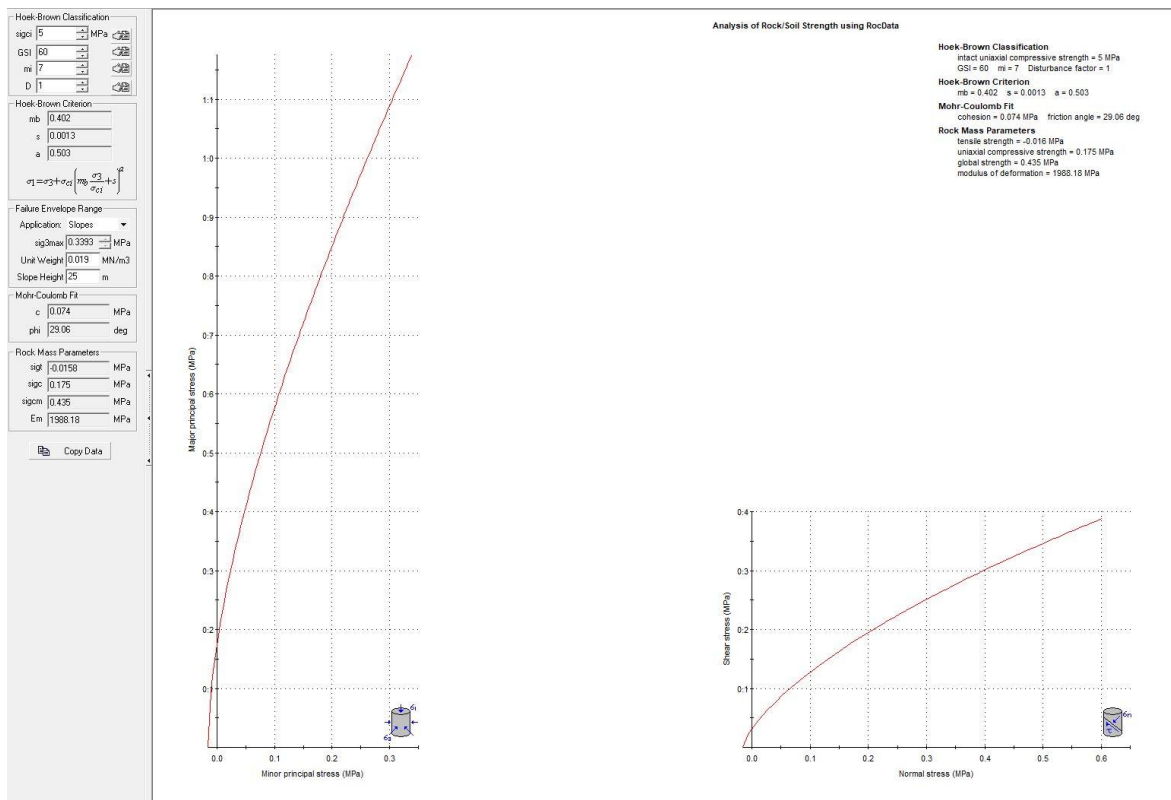 Hoek-Brown Classification
sigci 5 MPa
GSI 60
mi 7
D 1
Hoek-Brown Criterion
mb 0.402
s 0.0013
a 0.503
σ1=σ3+σci(mb σ3/σci+s)^a
Failure Envelope Range
Application: Slopes
sig3max 0.3393 MPa
Unit Weight 0.019 MN/m3
Slope Height 25 m
Mohr-Coulomb Fit
c 0.074 MPa
phi 29.06 deg
Rock Mass Parameters
sigt -0.0158 MPa
sigc 0.175 MPa
sigcm 0.435 MPa
Em 1988.18 MPa
Copy Data
Analysis of Rock/Soil Strength using RocData
Hoek-Brown Classification
intact uniaxial compressive strength = 5 MPa
GSI = 60 mi = 7 Disturbance factor = 1
Hoek-Brown Criterion
mb = 0.402 s = 0.0013 a = 0.503
Mohr-Coulomb Fit
cohesion = 0.074 MPa friction angle = 29.06 deg
Rock Mass Parameters
tensile strength = -0.016 MPa
uniaxial compressive strength = 0.175 MPa
global strength = 0.435 MPa
modulus of deformation = 1988.18 MPa
Major principal stress (MPa)
1:1
1:0
0:9
0:8
0:7
0:6
0:5
0:4
0:3
0:2
0:1
0.0 0.1 0.2 0.3
Minor principal stress (MPa)
σ1
σ3
Shear stress (MPa)
0:4
0:3
0:2
0:1
0.0 0.1 0.2 0.3 0.4 0.5 0.6
Normal stress (MPa)
σn
τ